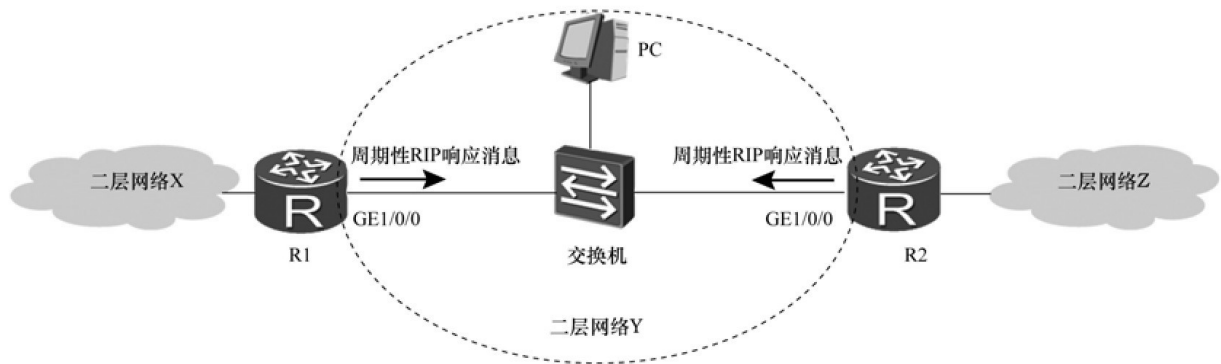 PC
周期性RIP响应消息
周期性RIP响应消息
二层网络X
二层网络Z
R
R
GE1/0/0
GE1/0/0
R1
交换机
R2
二层网络Y